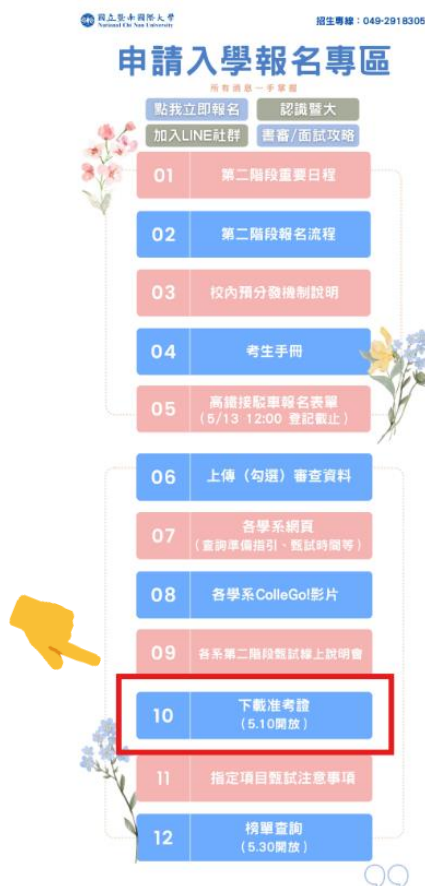 國立暨南國際大學
National Chi Nan University
招生專線：049-2918305
申請入學報名專區
所有消息一手掌握
點我立即報名
認識暨大
加入LINE社群
書審/面試攻略
01 第二階段重要日程
02 第二階段報名流程
03 校內預分發機制說明
04 考生手冊
05 高鐵接駁車報名表單
(5/13 12:00 登記截止)
06 上傳（勾選）審查資料
07 各學系網頁
(查詢準備指引、甄試時間等)
08 各學系ColleGo!影片
09 各系第二階段甄試線上說明會
10 下載准考證
(5.10開放)
11 指定項目甄試注意事項
12 榜單查詢
(5.30開放)